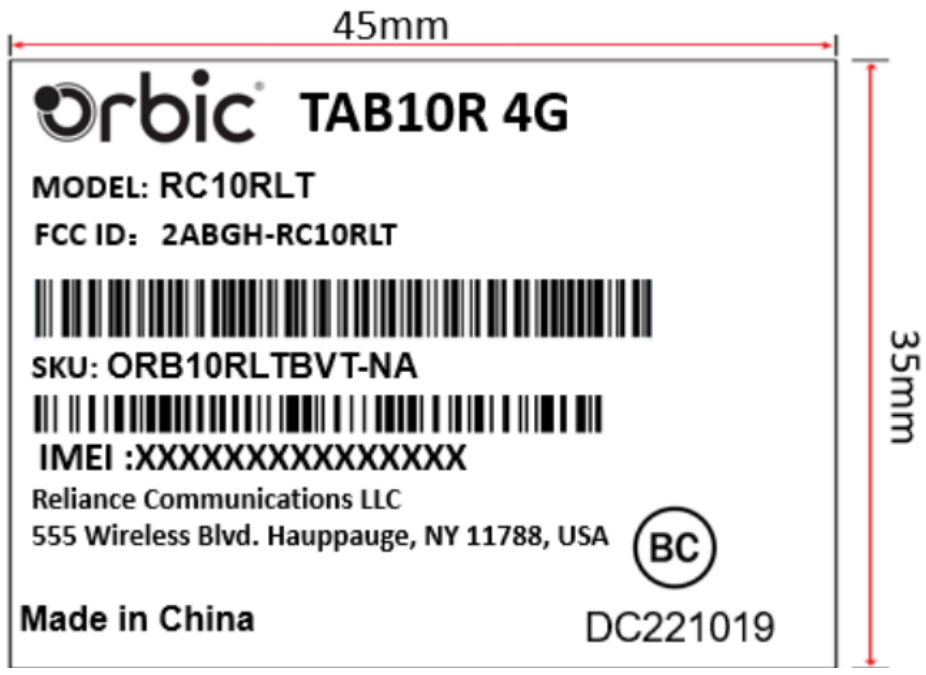 45mm
orbic® TAB10R 4G
MODEL: RC10RLT
FCC ID: 2ABGH-RC10RLT
SKU: ORB10RLTBVT-NA
IMEI :XXXXXXXXXXXXXXX
Reliance Communications LLC
555 Wireless Blvd. Hauppauge, NY 11788, USA
BC
Made in China
DC221019
35mm